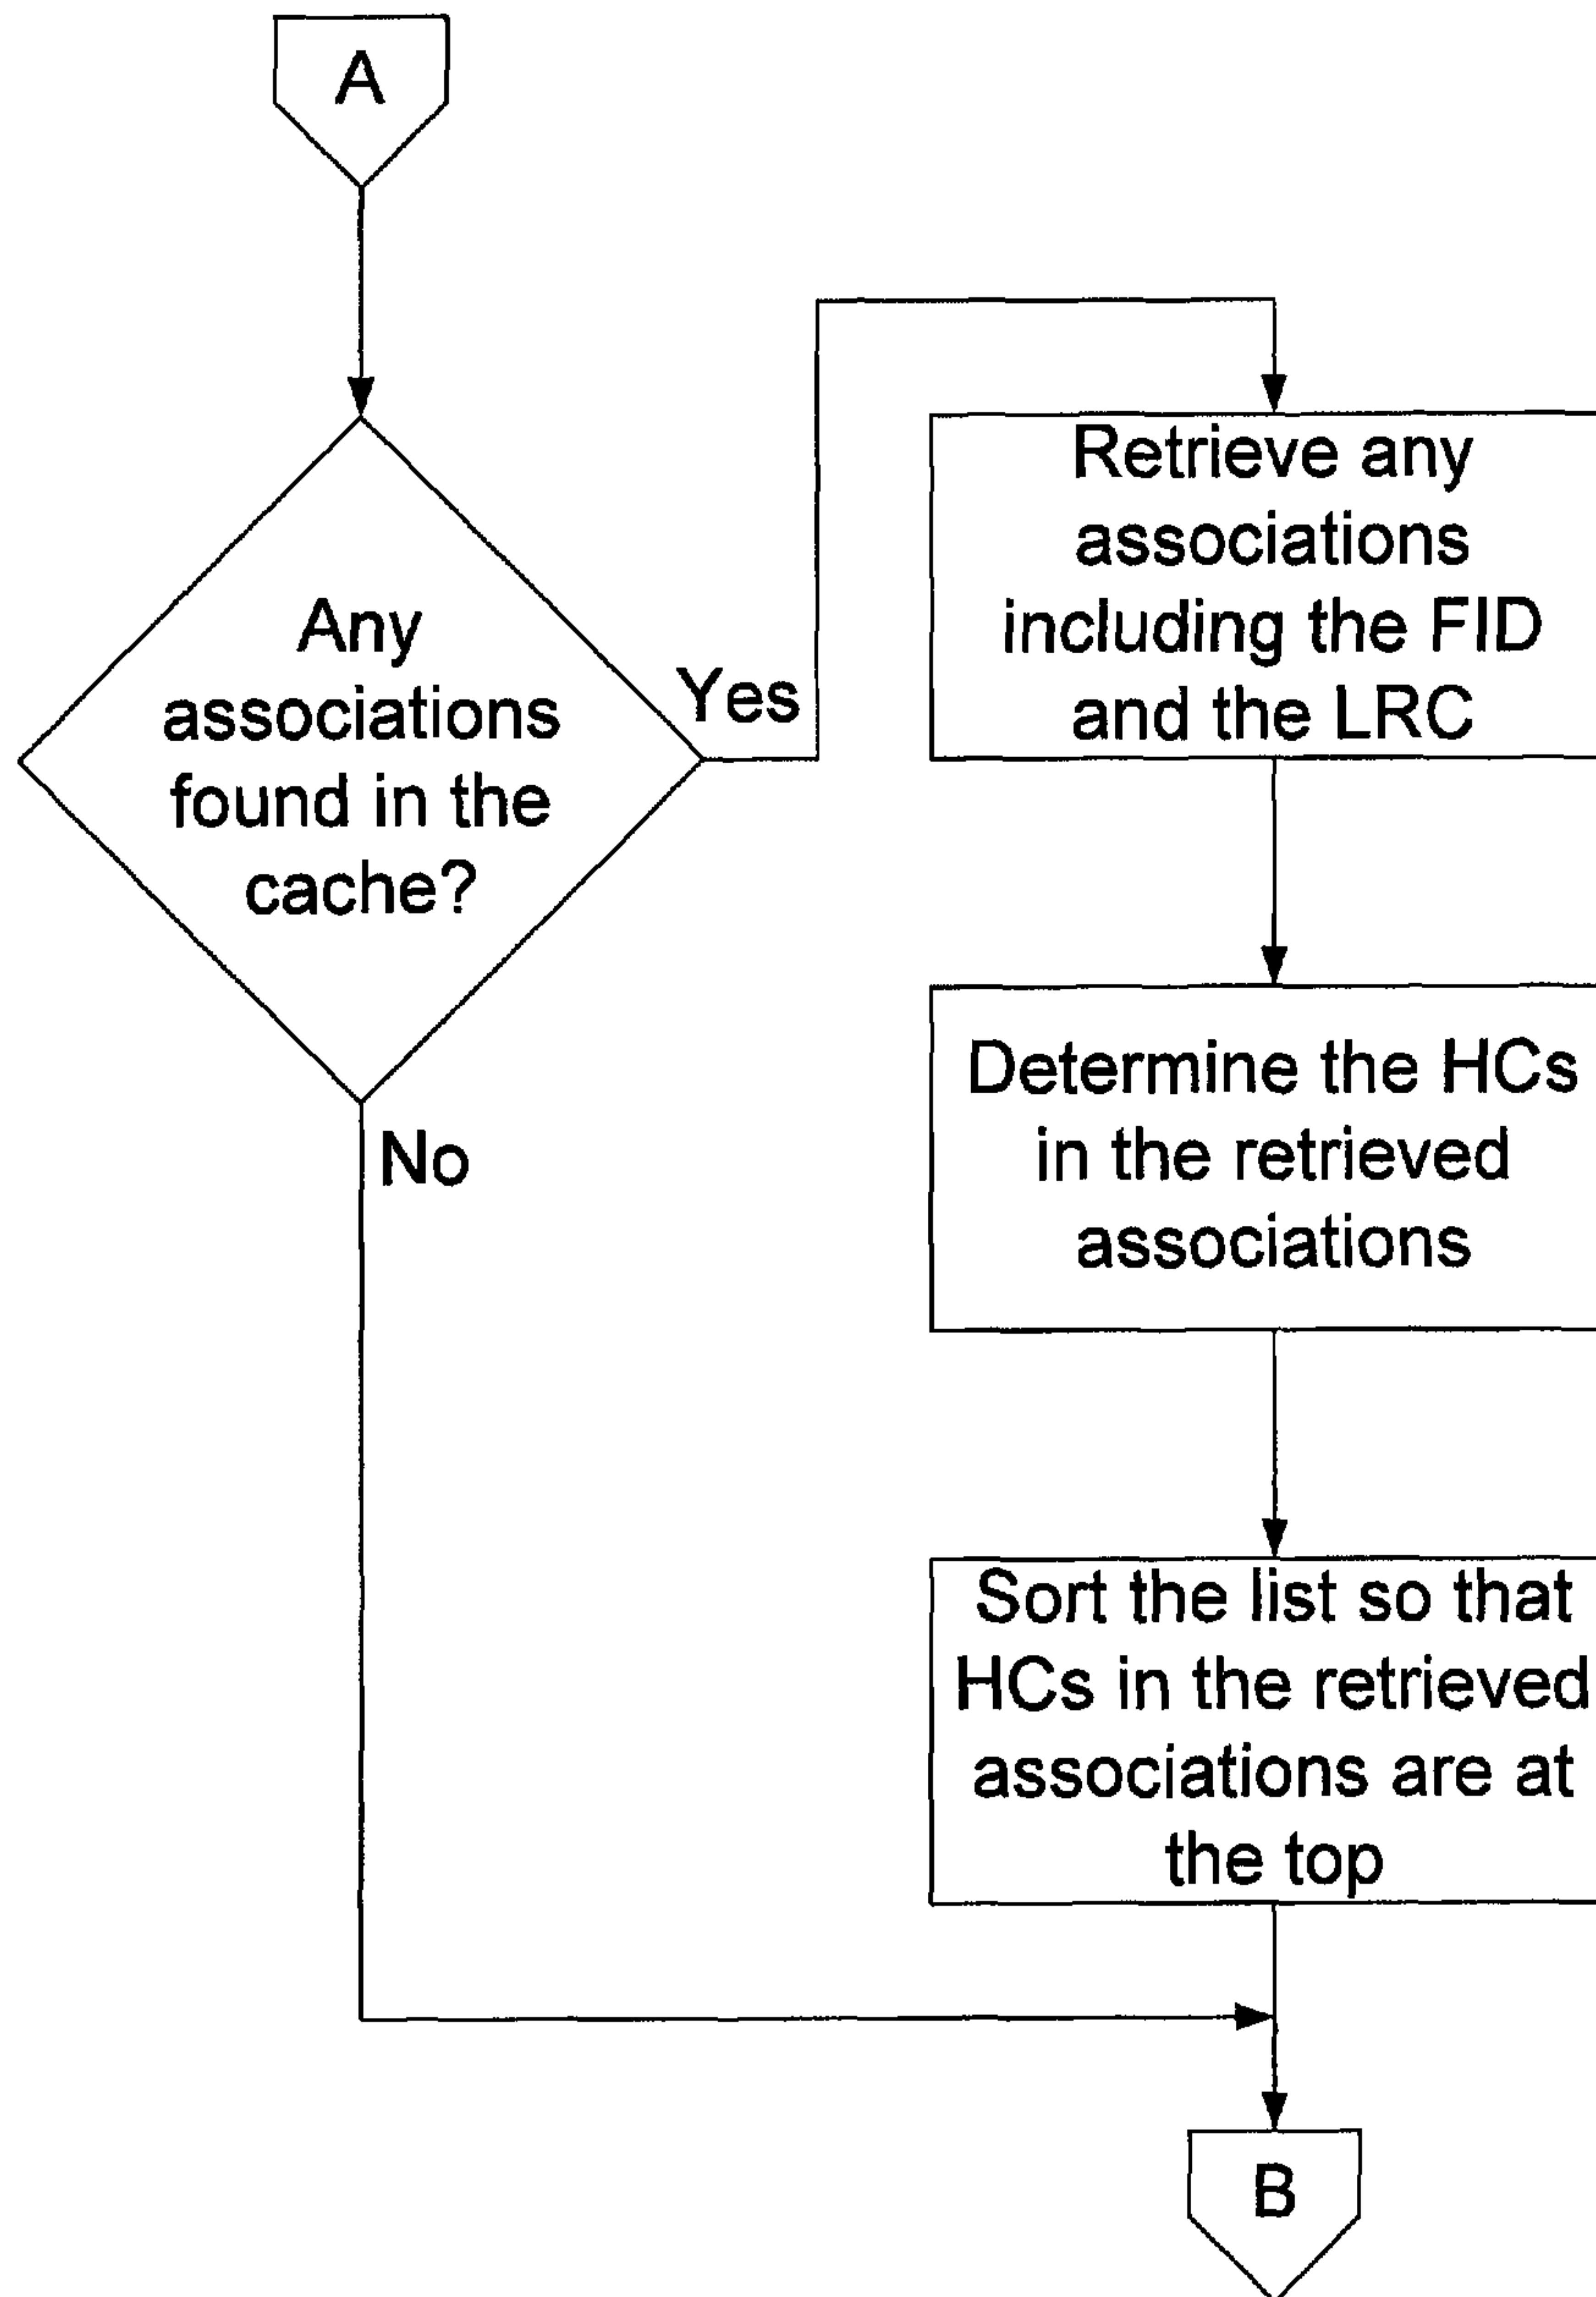 A
Any
associations
found in the
cache?
Yes
No
Retrieve any
associations
including the FID
and the LRC
Determine the HCs
in the retrieved
associations
Sort the list so that
HCs in the retrieved
associations are at
the top
B